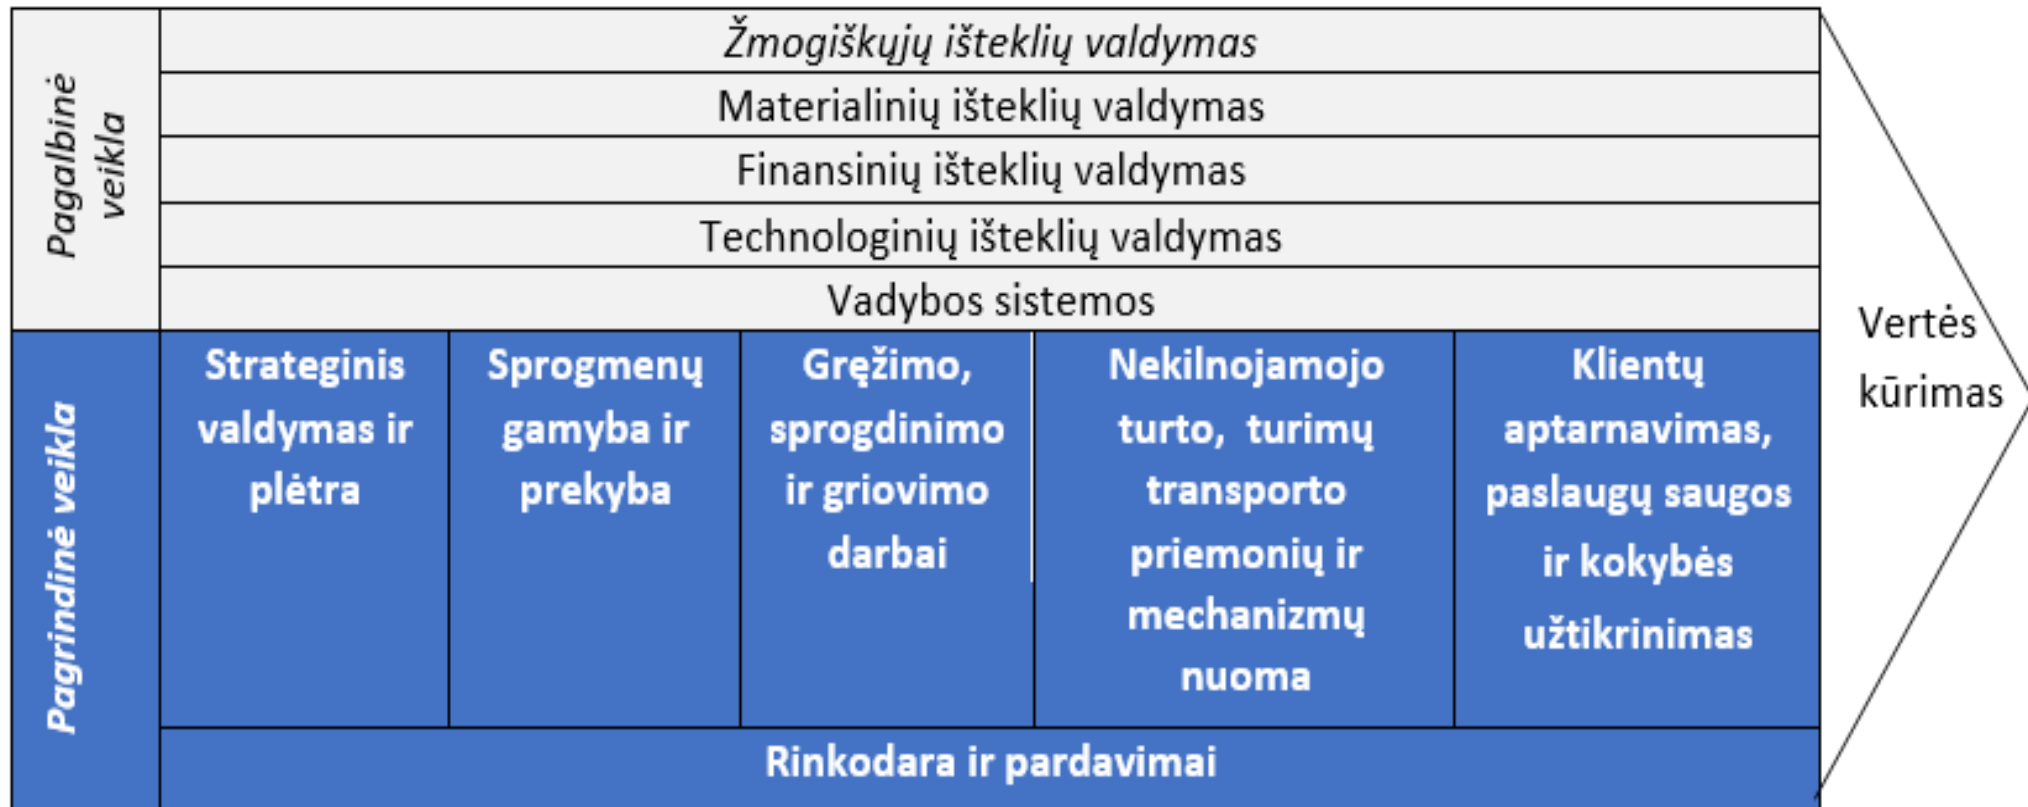 Pagalbinė
veikla
Žmogiškųjų išteklių valdymas
Materialinių išteklių valdymas
Finansinių išteklių valdymas
Technologinių išteklių valdymas
Vadybos sistemos
Pagrindinė veikla
Strateginis
valdymas ir
plėtra
Sprogmenų
gamyba ir
prekyba
Gręžimo,
sprogdinimo
ir griovimo
darbai
Nekilnojamojo
turto, turimų
transporto
priemonių ir
mechanizmų
nuoma
Klientų
aptarnavimas,
paslaugų saugos
ir kokybės
užtikrinimas
Rinkodara ir pardavimai
Vertės
kūrimas